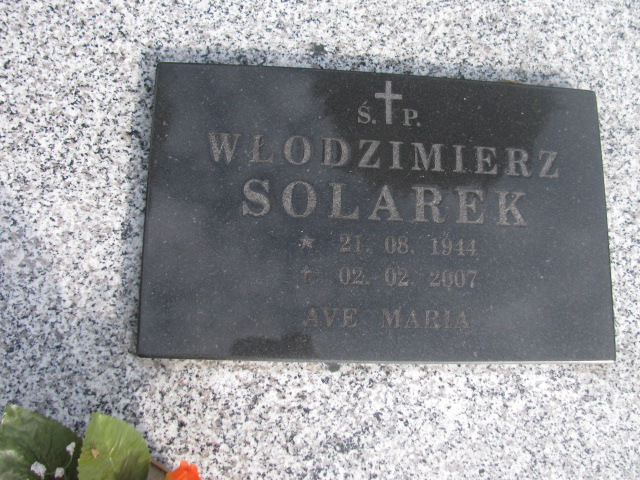 Ś. P.
WŁODZIMIERZ
SOLAREK
★ 21. 08. 1944
✝ 02. 02. 2007
AVE MARIA